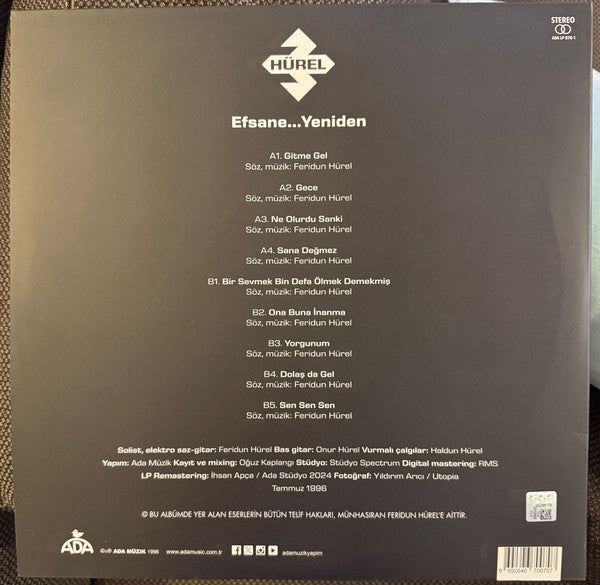 STEREO
ADA LP 070-1
3
HÜREL
Efsane...Yeniden
A1. Gitme Gel
Söz, müzik: Feridun Hürel
A2. Gece
Söz, müzik: Feridun Hürel
A3. Ne Olurdu Sanki
Söz, müzik: Feridun Hürel
A4. Sana Değmez
Söz, müzik: Feridun Hürel
B1. Bir Sevmek Bin Defa Ölmek Demekmiş
Söz, müzik: Feridun Hürel
B2. Ona Buna İnanma
Söz, müzik: Feridun Hürel
B3. Yorgunum
Söz, müzik: Feridun Hürel
B4. Dolaş da Gel
Söz, müzik: Feridun Hürel
B5. Sen Sen Sen
Söz, müzik: Feridun Hürel
Solist, elektro saz-gitar: Feridun Hürel Bas gitar: Onur Hürel Vurmalı çalgılar: Haldun Hürel
Yapım: Ada Müzik Kayıt ve mixing: Oğuz Kaplangı Stüdyo: Stüdyo Spectrum Digital mastering: RMS
LP Remastering: İhsan Apça / Ada Stüdyo 2024 Fotoğraf: Yıldırım Arıcı / Utopia
Temmuz 1996
© BU ALBÜMDE YER ALAN ESERLERİN BÜTÜN TELİF HAKLARI, MÜNHASIRAN FERİDUN HÜREL'E AİTTİR.
ADA
©℗ ADA MÜZİK 1996 www.adamusic.com.tr adamuzikyapim
8 692646 700707